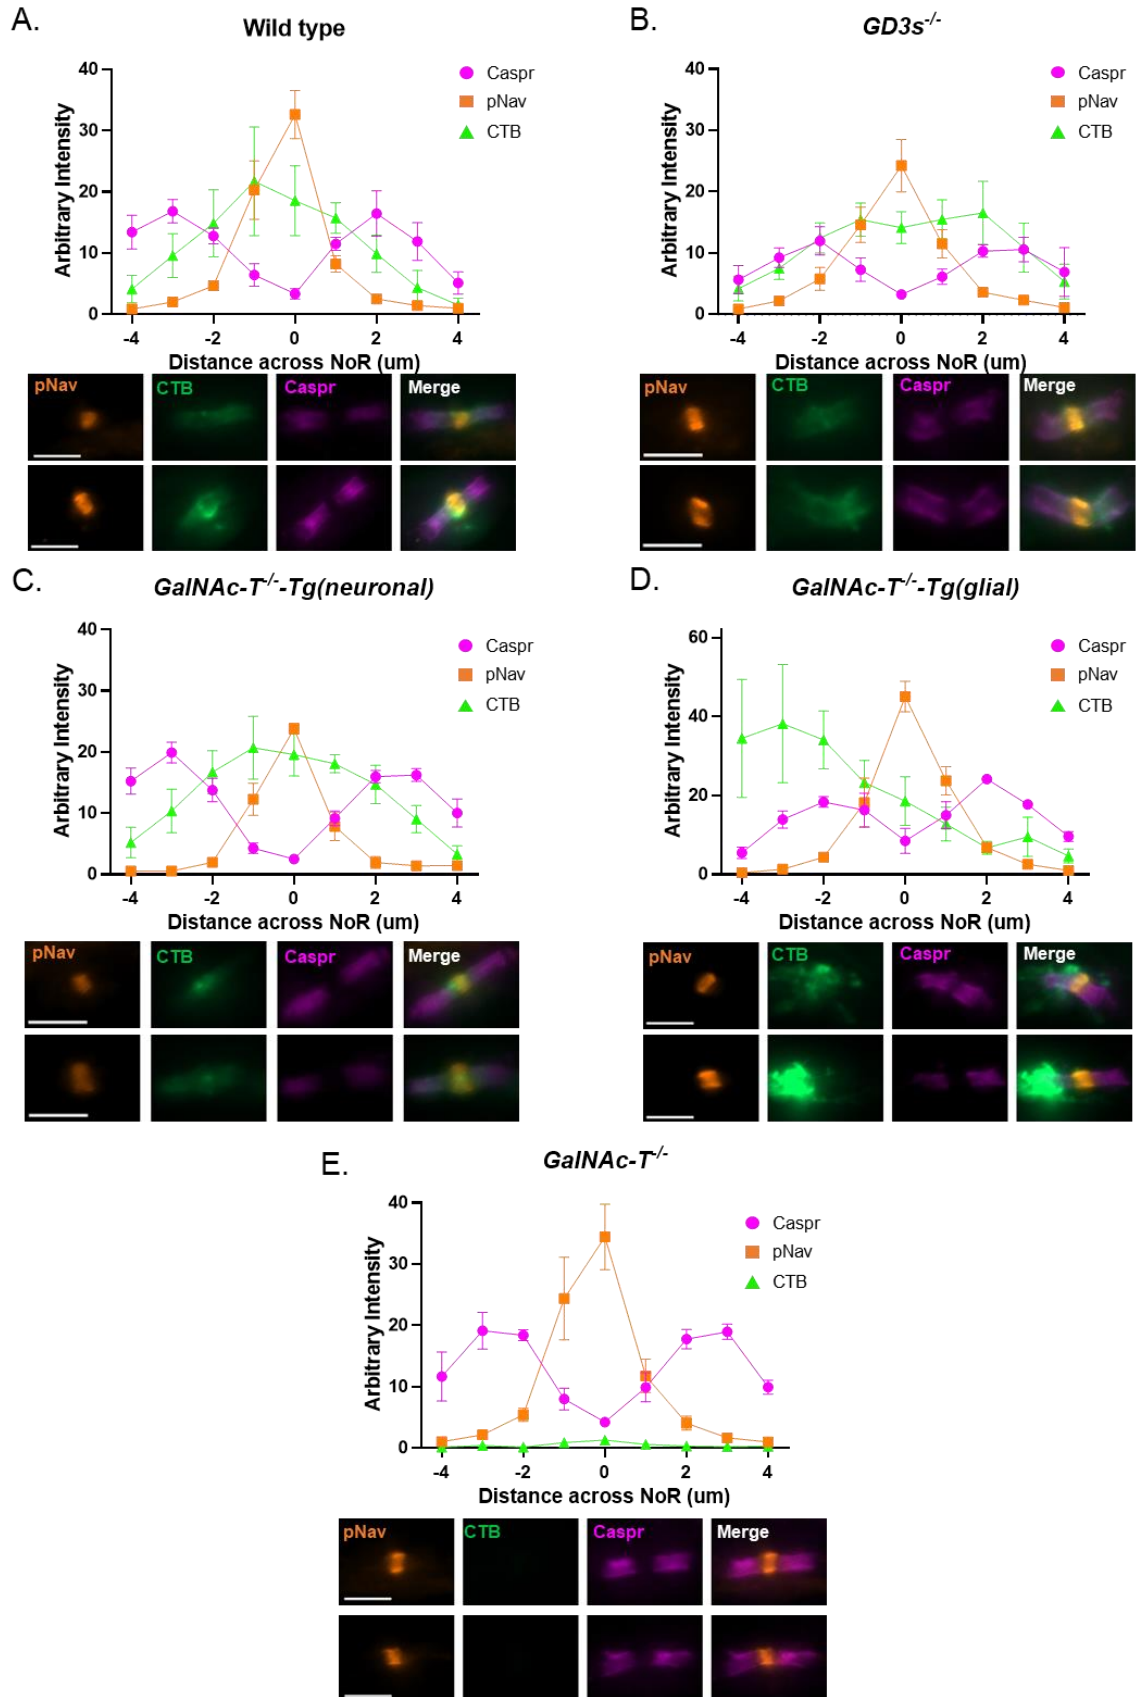 A.
Wild type
40
30
20
10
0
Arbitrary Intensity
Caspr
pNav
CTB
-4 -2 0 2 4
Distance across NoR (um)
pNav CTB Caspr Merge
B.
GD3s-/-
40
30
20
10
0
Arbitrary Intensity
Caspr
pNav
CTB
-4 -2 0 2 4
Distance across NoR (um)
pNav CTB Caspr Merge
C.
GalNAc-T-/--Tg(neuronal)
40
30
20
10
0
Arbitrary Intensity
Caspr
pNav
CTB
-4 -2 0 2 4
Distance across NoR (um)
pNav CTB Caspr Merge
D.
GalNAc-T-/--Tg(glial)
60
40
20
0
Arbitrary Intensity
Caspr
pNav
CTB
-4 -2 0 2 4
Distance across NoR (um)
pNav CTB Caspr Merge
E.
GalNAc-T-/-
40
30
20
10
0
Arbitrary Intensity
Caspr
pNav
CTB
-4 -2 0 2 4
Distance across NoR (um)
pNav CTB Caspr Merge